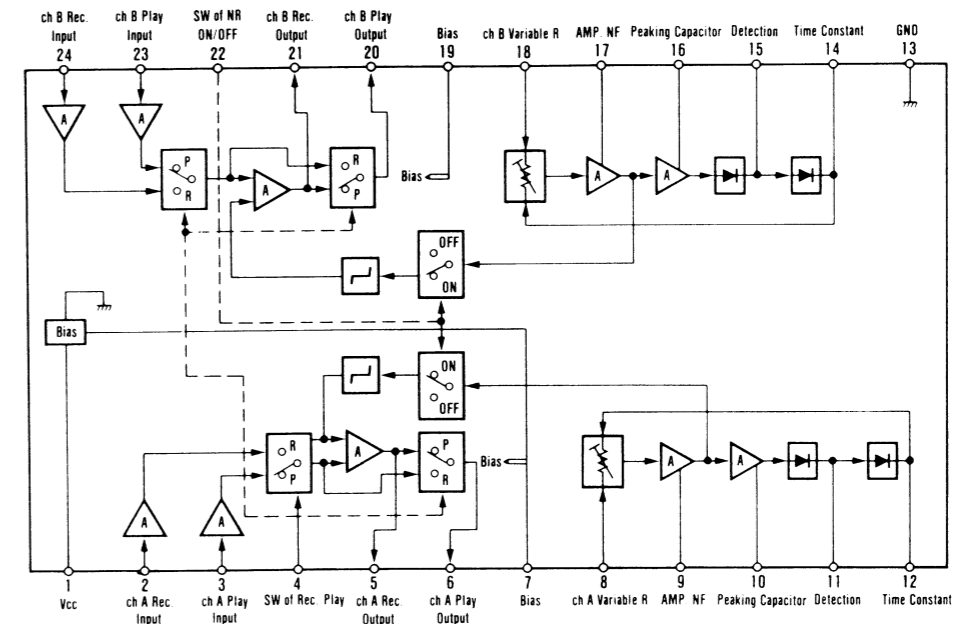 ch B Rec. Input
24
ch B Play Input
23
SW of NR ON/OFF
22
ch B Rec. Output
21
ch B Play Output
20
Bias
19
ch B Variable R
18
AMP. NF
17
Peaking Capacitor
16
Detection
15
Time Constant
14
GND
13
A
A
P
R
A
R
P
Bias
A
A
OFF
ON
Bias
ON
OFF
R
P
A
P
R
Bias
A
A
A
A
1
Vcc
2
ch A Rec. Input
3
ch A Play Input
4
SW of Rec. Play
5
ch A Rec. Output
6
ch A Play Output
7
Bias
8
ch A Variable R
9
AMP NF
10
Peaking Capacitor
11
Detection
12
Time Constant